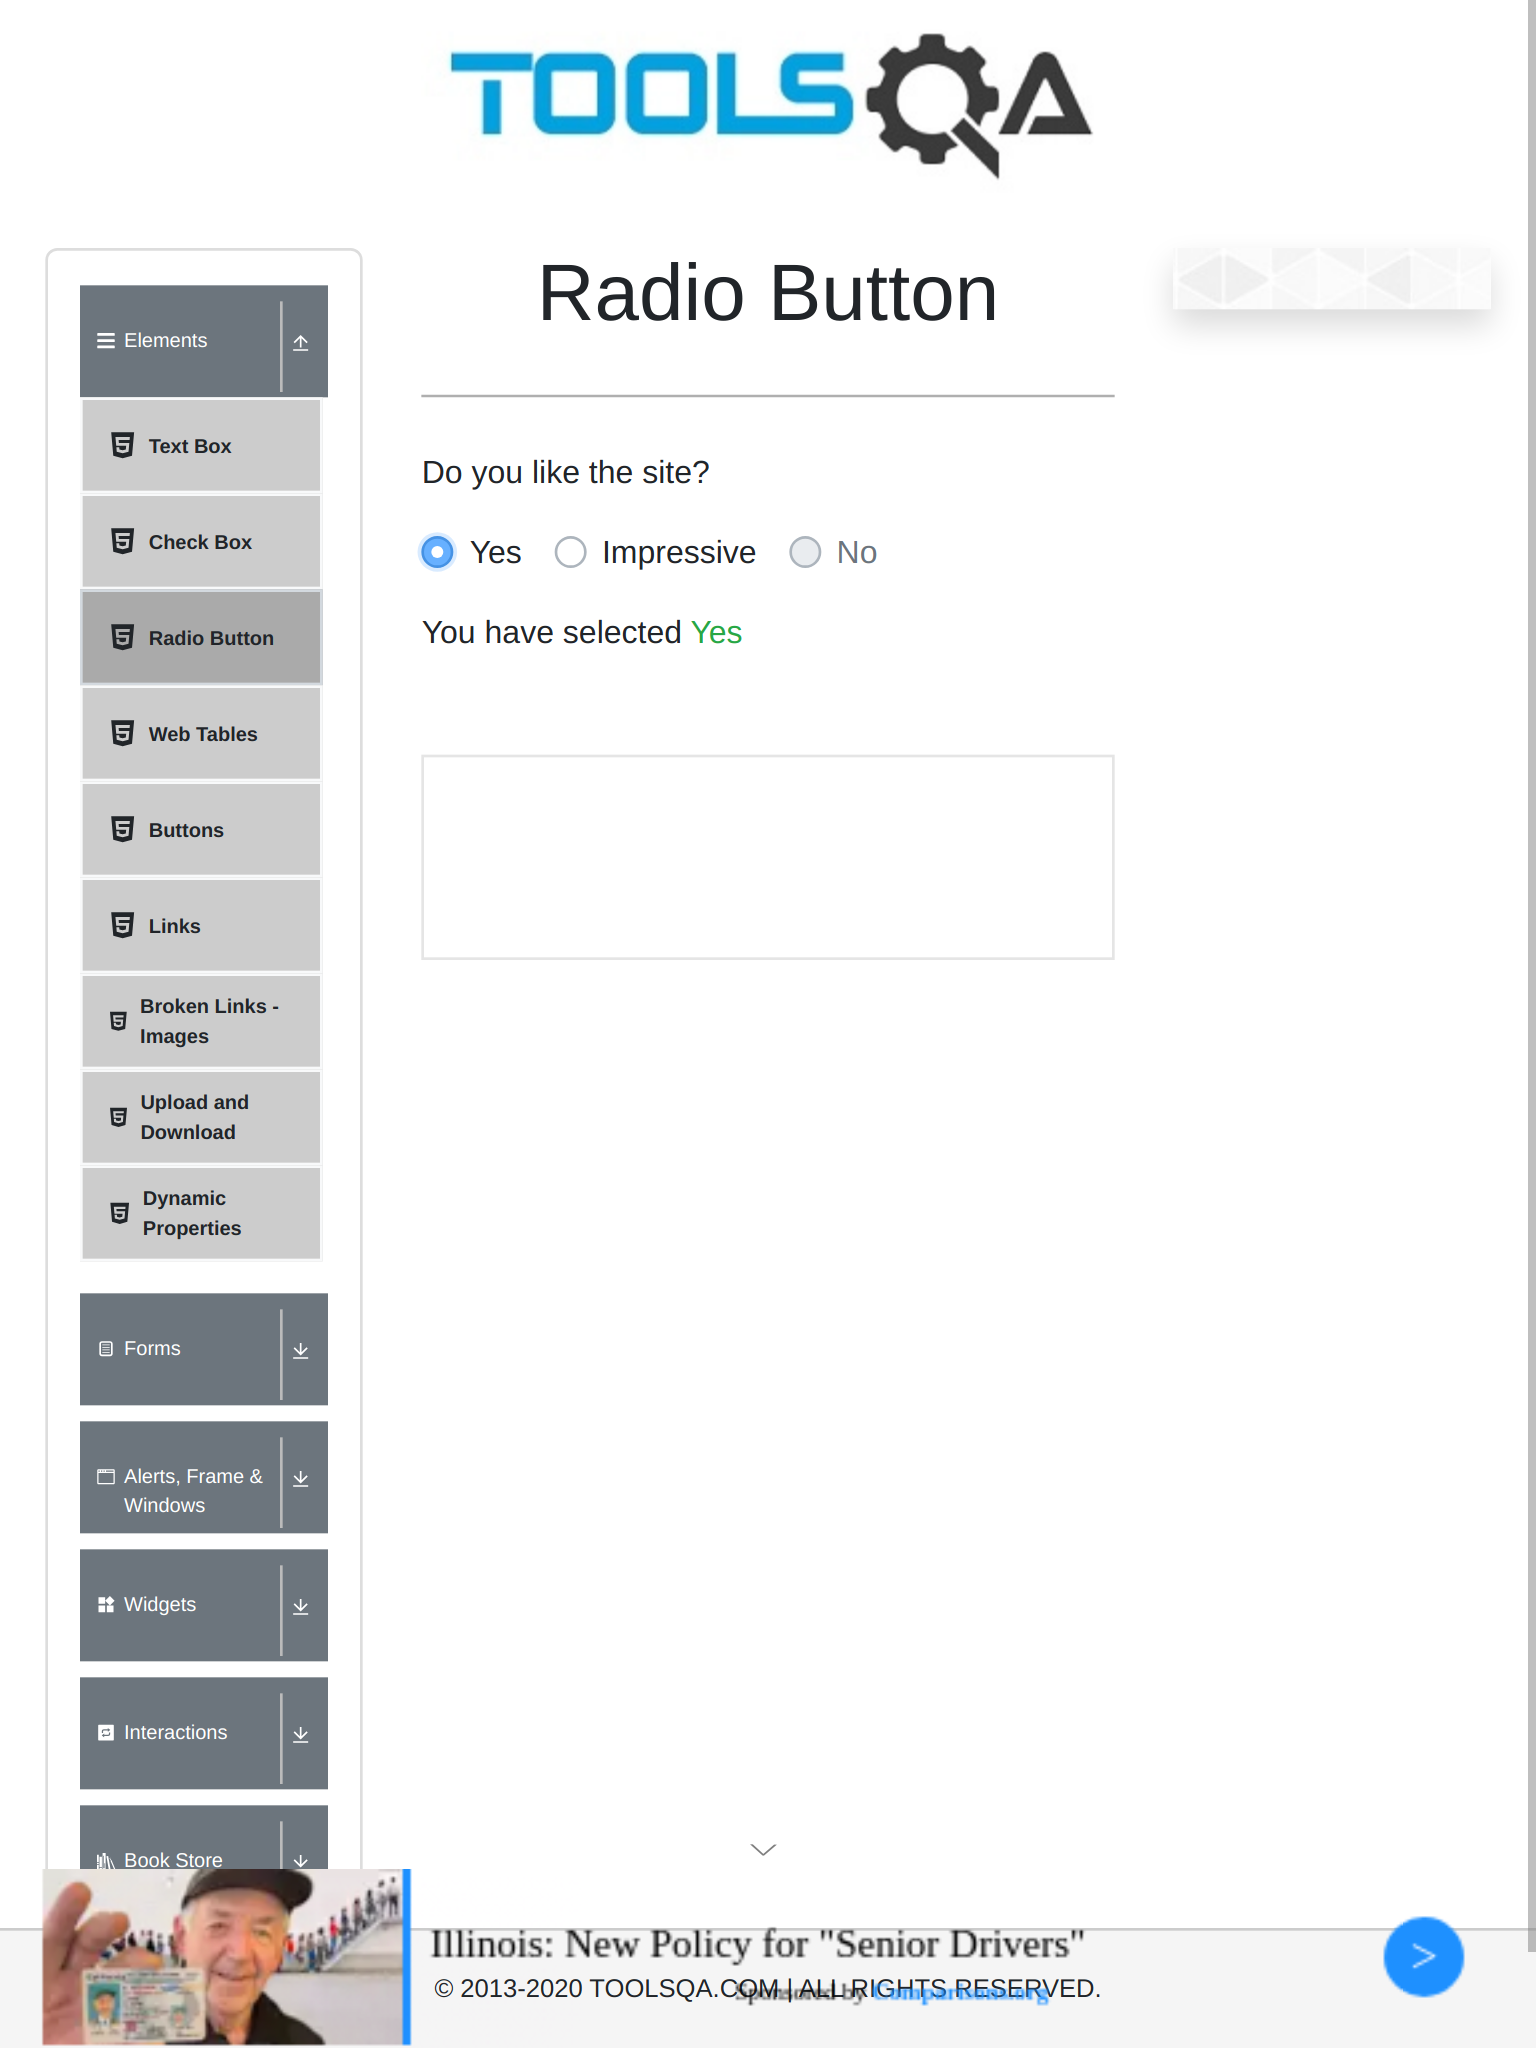 TOOLSQA
Elements
Text Box
Check Box
Radio Button
Web Tables
Buttons
Links
Broken Links -
Images
Upload and
Download
Dynamic
Properties
Forms
Alerts, Frame &
Windows
Widgets
Interactions
Book Store
Radio Button
Do you like the site?
Yes
Impressive
No
You have selected Yes
Illinois: New Policy for "Senior Drivers"
© 2013-2020 TOOLSQA.COM | ALL RIGHTS RESERVED.
Sponsored by Comparisons.org
>